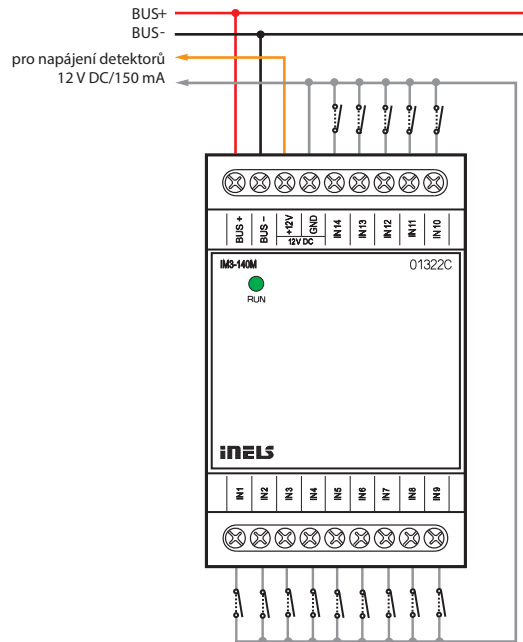 BUS+
BUS-
pro napájení detektorů
12 V DC/150 mA
BUS + BUS - +12V GND IN14 IN13 IN12 IN11 IN10
12V DC
IM3-140M 01322C
RUN
iNELS
IN1 IN2 IN3 IN4 IN5 IN6 IN7 IN8 IN9